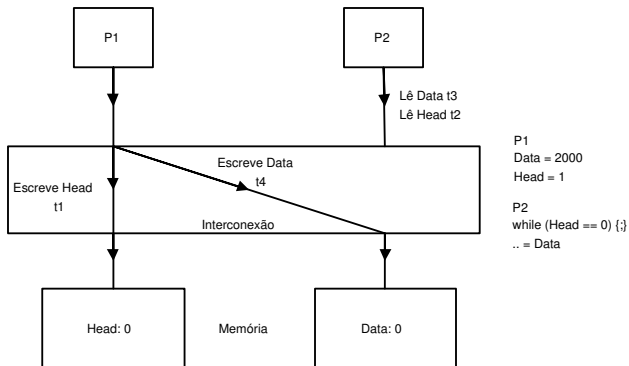 P1
P2
Lê Data t3
Lê Head t2
Escreve Data
t4
Escreve Head
t1
Interconexão
P1
Data = 2000
Head = 1
P2
while (Head == 0) {;}
.. = Data
Head: 0
Memória
Data: 0